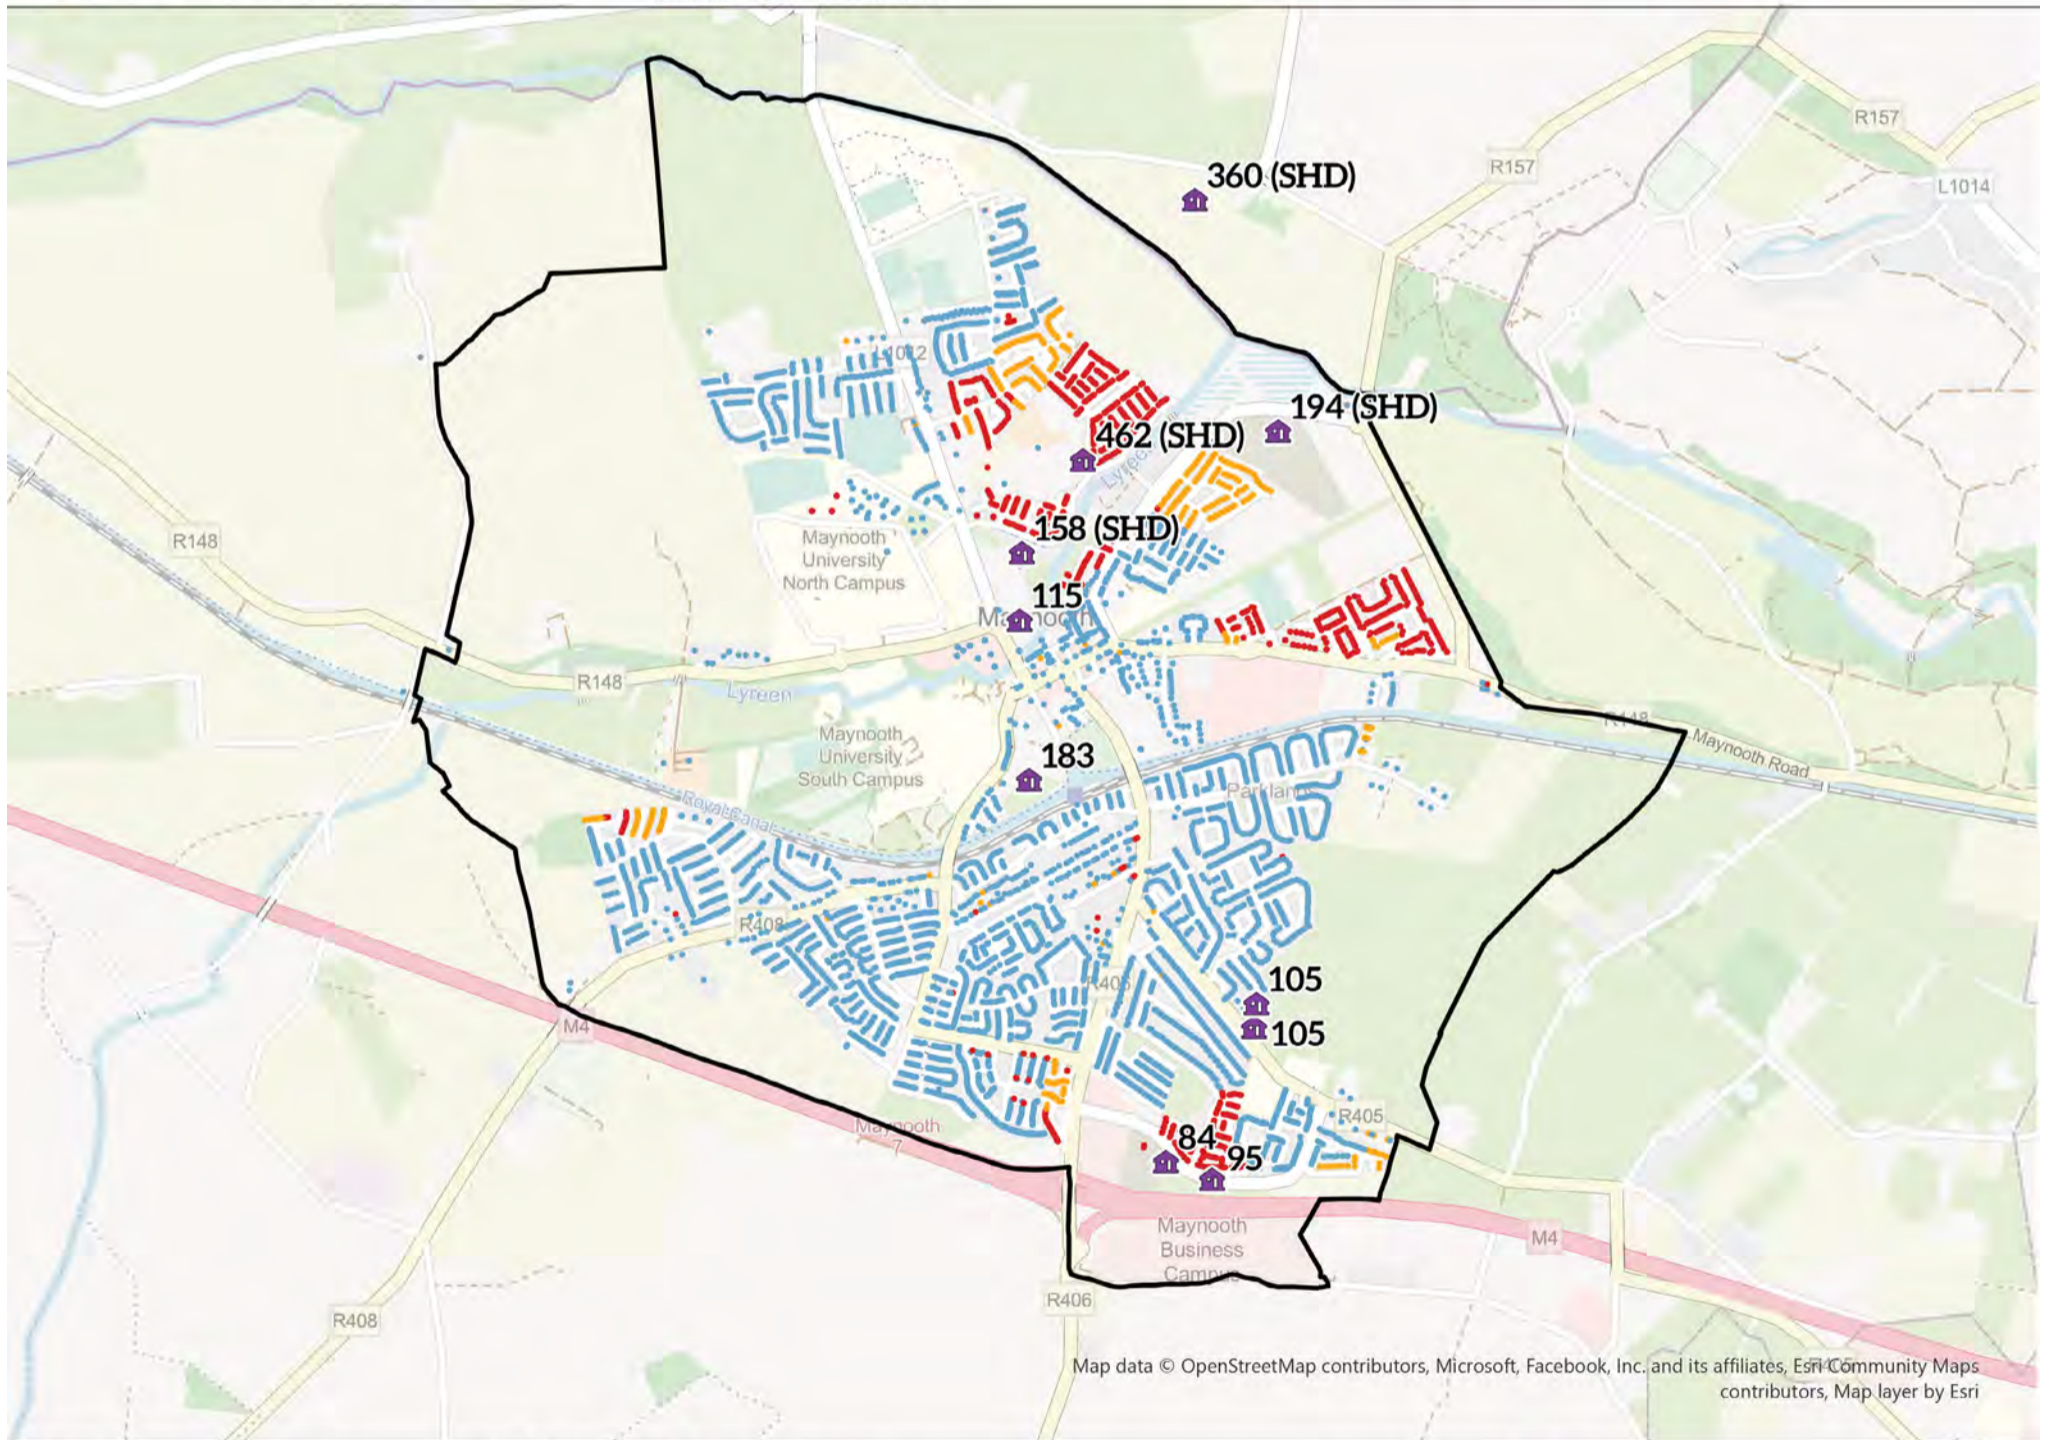 R157
R157
L1014
360 (SHD)
L1012
194 (SHD)
462 (SHD)
R148
Maynooth
University
North Campus
158 (SHD)
115
Maynooth
R148
Lyreen
R148
Maynooth Road
Maynooth
University
South Campus
183
Parklands
Royal Canal
R408
R405
105
105
M4
R405
Maynooth
7
84
95
Maynooth
Business
Campus
M4
R406
R408
Map data © OpenStreetMap contributors, Microsoft, Facebook, Inc. and its affiliates, Esri Community Maps
contributors, Map layer by Esri